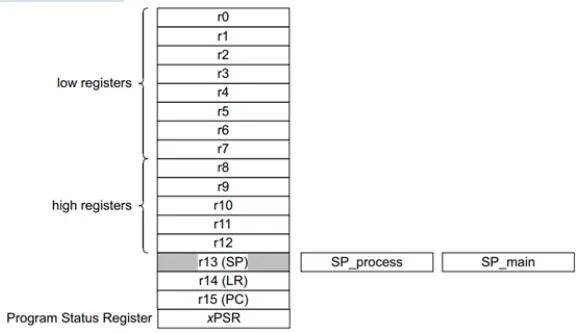 r0
r1
r2
r3
low registers
r4
r5
r6
r7
r8
r9
high registers
r10
r11
r12
r13 (SP) SP_process SP_main
r14 (LR)
r15 (PC)
Program Status Register xPSR